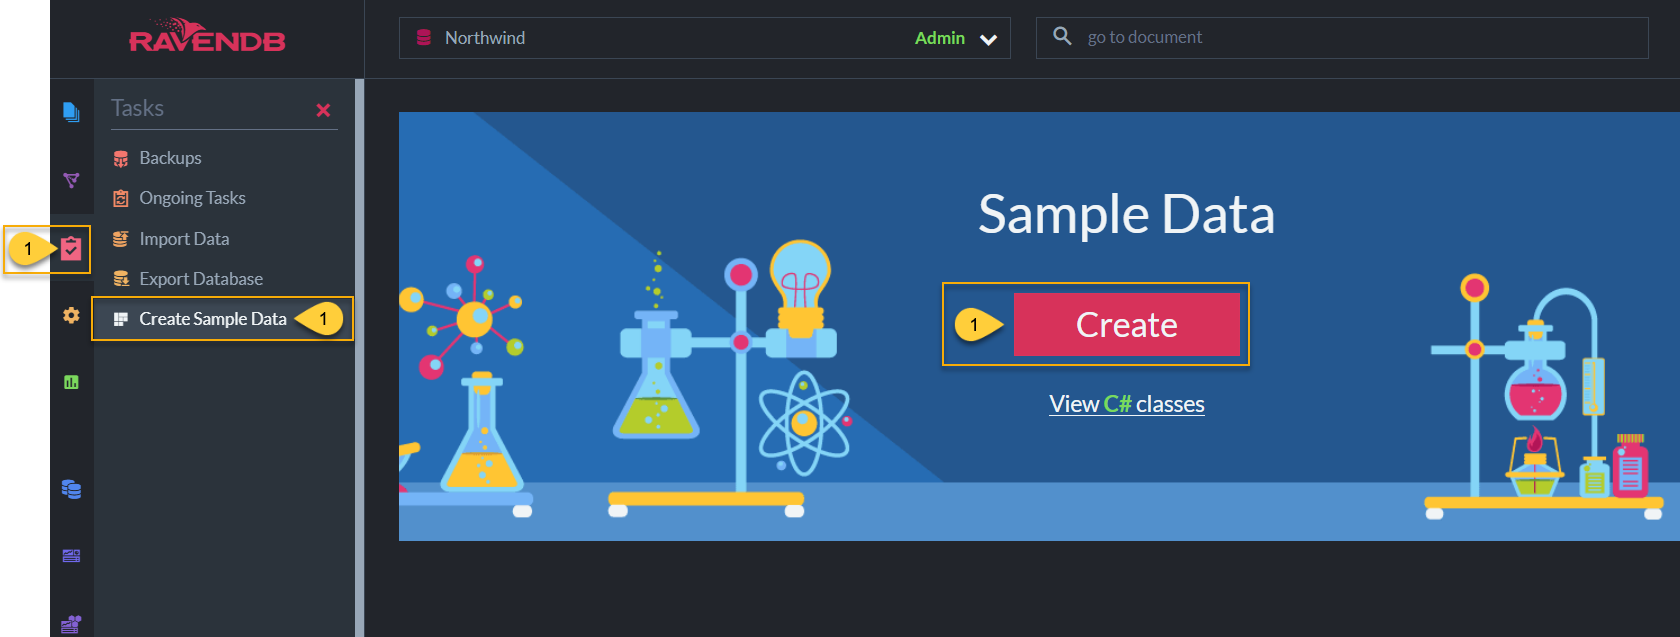 RAVENDB
Northwind
Admin
go to document
Tasks
Backups
Ongoing Tasks
Import Data
Export Database
Create Sample Data
1
1
Sample Data
1
Create
View C# classes